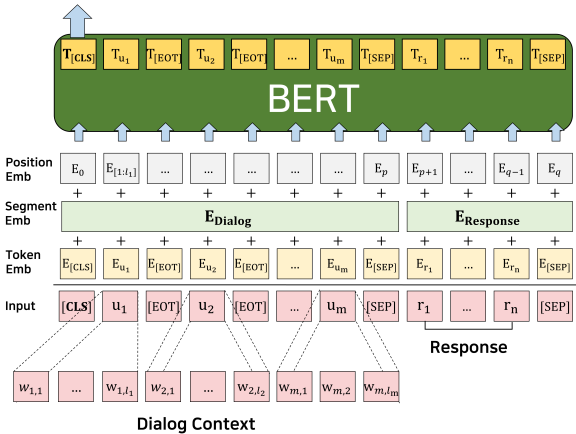 T[CLS] Tu1 T[EOT] Tu2 T[EOT] ... Tum T[SEP] Tr1 ... Trn T[SEP]
BERT
Position Emb E0 E[1:l1] ... ... ... ... ... Ep Ep+1 ... Eq−1 Eq
+ + + + + + + + + + + +
Segment Emb EDialog EResponse
+ + + + + + + + + + + +
Token Emb E[CLS] Eu1 E[EOT] Eu2 E[EOT] ... Eum E[SEP] Er1 ... Ern E[SEP]
Input [CLS] u1 [EOT] u2 [EOT] ... um [SEP] r1 ... rn [SEP]
Response
w1,1 ... w1,l1 w2,1 ... w2,l2 wm,1 wm,2 wm,lm
Dialog Context